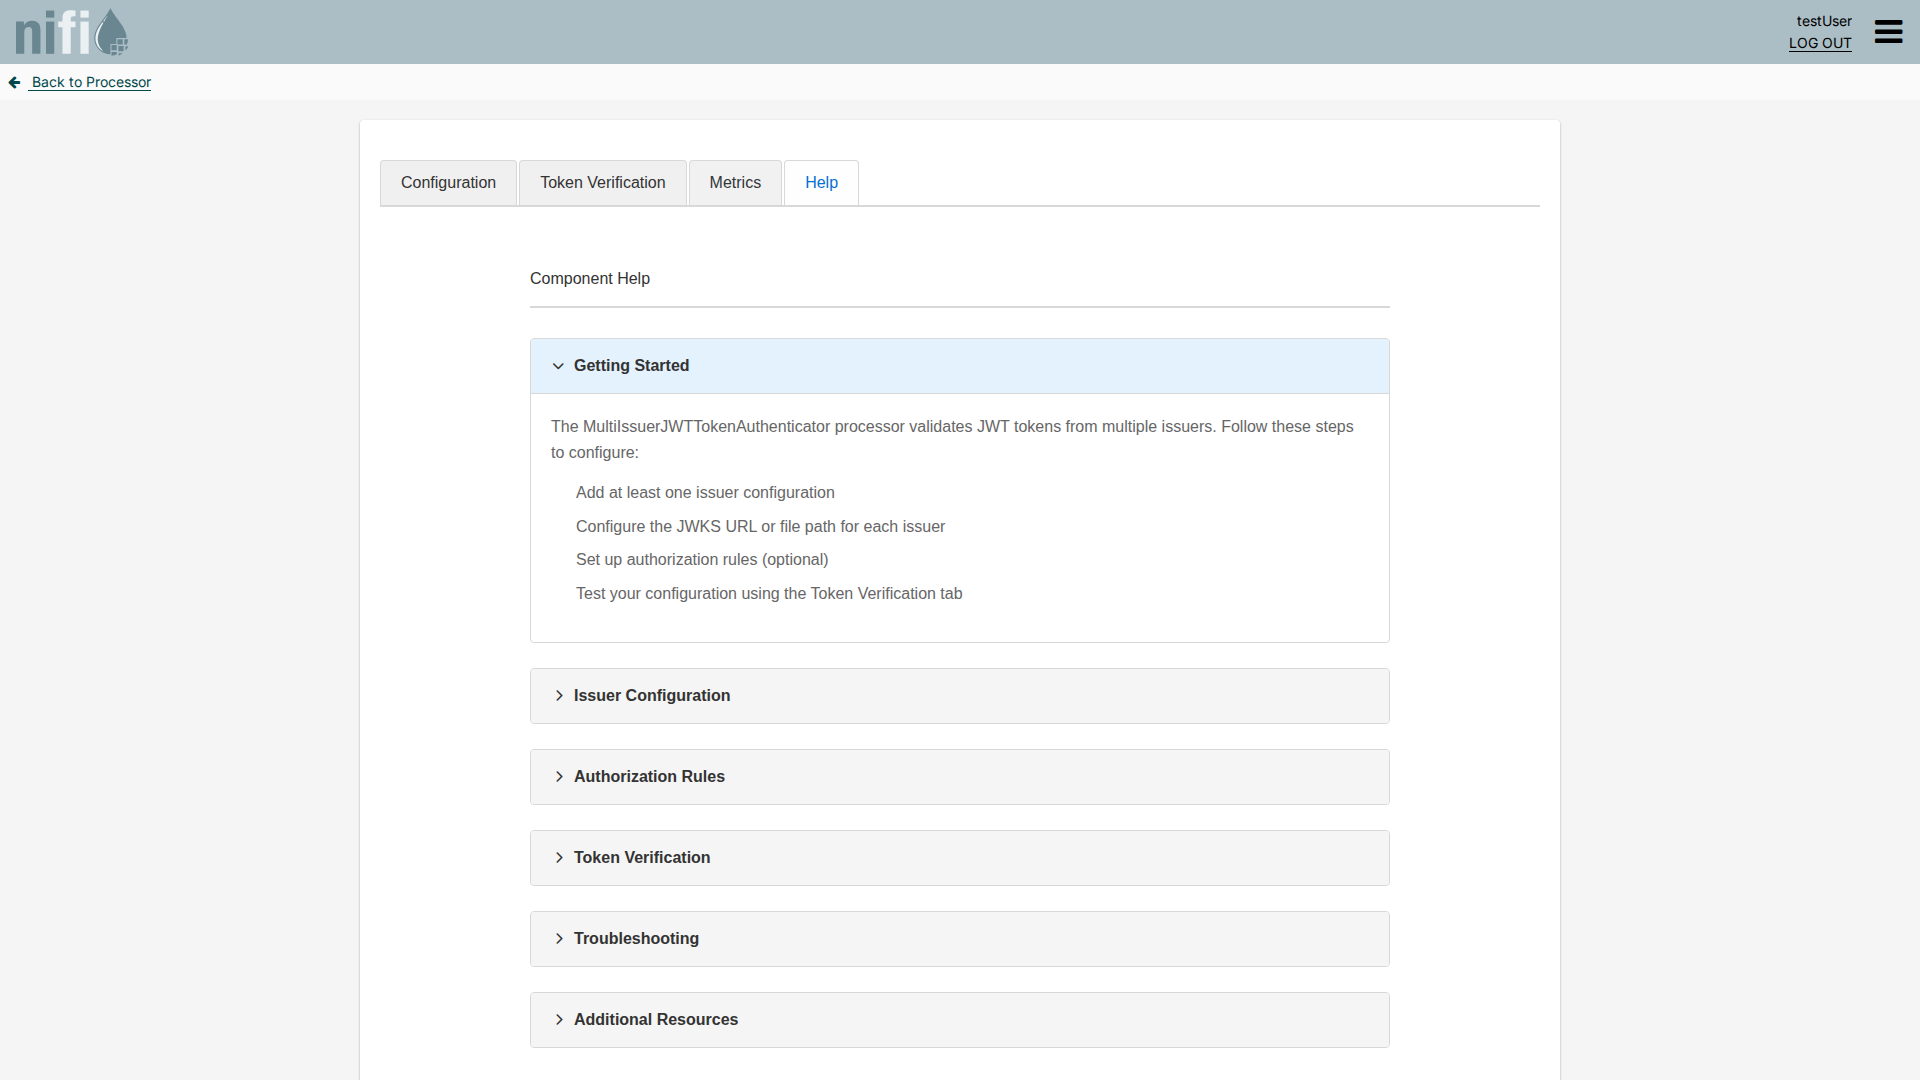 nifi
testUser
LOG OUT
Back to Processor
Configuration
Token Verification
Metrics
Help
Component Help
Getting Started
The MultiIssuerJWTTokenAuthenticator processor validates JWT tokens from multiple issuers. Follow these steps
to configure:
Add at least one issuer configuration
Configure the JWKS URL or file path for each issuer
Set up authorization rules (optional)
Test your configuration using the Token Verification tab
Issuer Configuration
Authorization Rules
Token Verification
Troubleshooting
Additional Resources